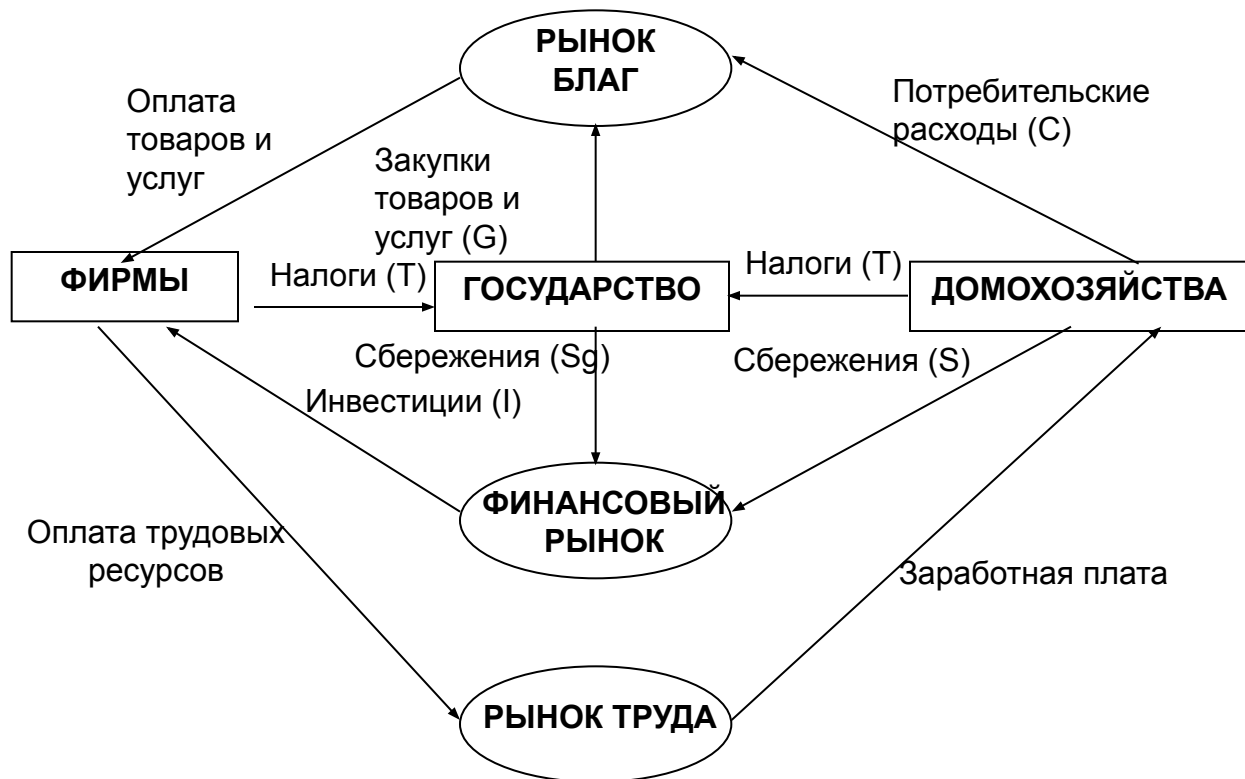 РЫНОК
БЛАГ
Оплата
товаров и
услуг
Потребительские
расходы (C)
Закупки
товаров и
услуг (G)
ФИРМЫ
Налоги (T)
ГОСУДАРСТВО
Налоги (T)
ДОМОХОЗЯЙСТВА
Сбережения (Sg)
Сбережения (S)
Инвестиции (I)
ФИНАНСОВЫЙ
РЫНОК
Оплата трудовых
ресурсов
Заработная плата
РЫНОК ТРУДА